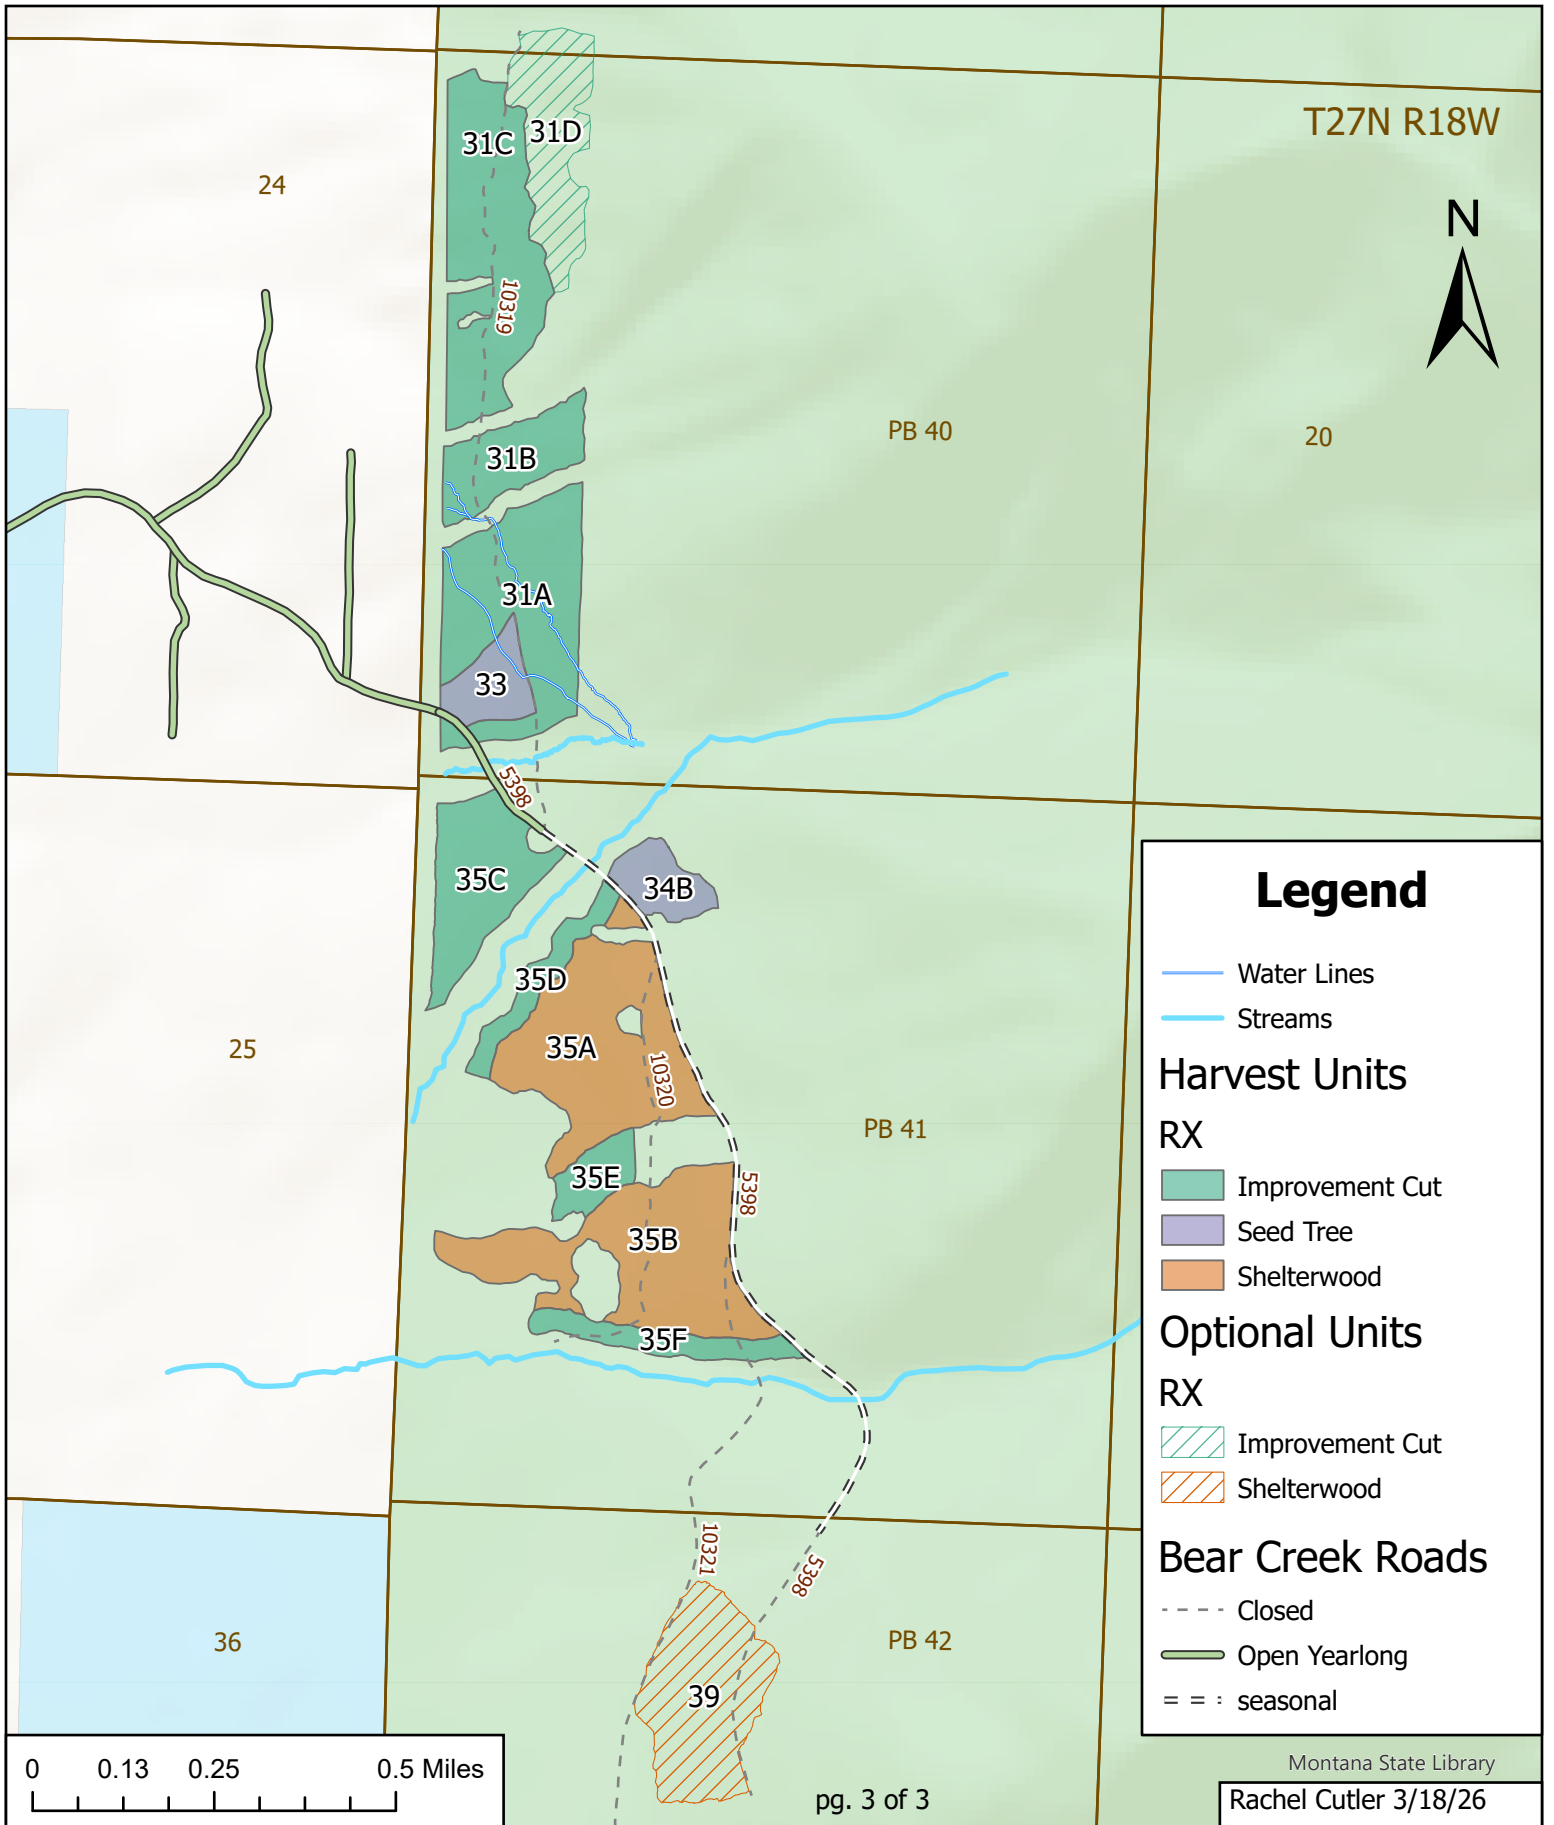 T27N R18W
N
31C
31D
24
10319
PB 40
20
31B
31A
33
5398
35C
34B
35D
25
35A
10320
PB 41
35E
5398
35B
35F
10321
5398
36
PB 42
39
Legend
Water Lines
Streams
Harvest Units
RX
Improvement Cut
Seed Tree
Shelterwood
Optional Units
RX
Improvement Cut
Shelterwood
Bear Creek Roads
Closed
Open Yearlong
seasonal
0 0.13 0.25 0.5 Miles
pg. 3 of 3
Montana State Library
Rachel Cutler 3/18/26